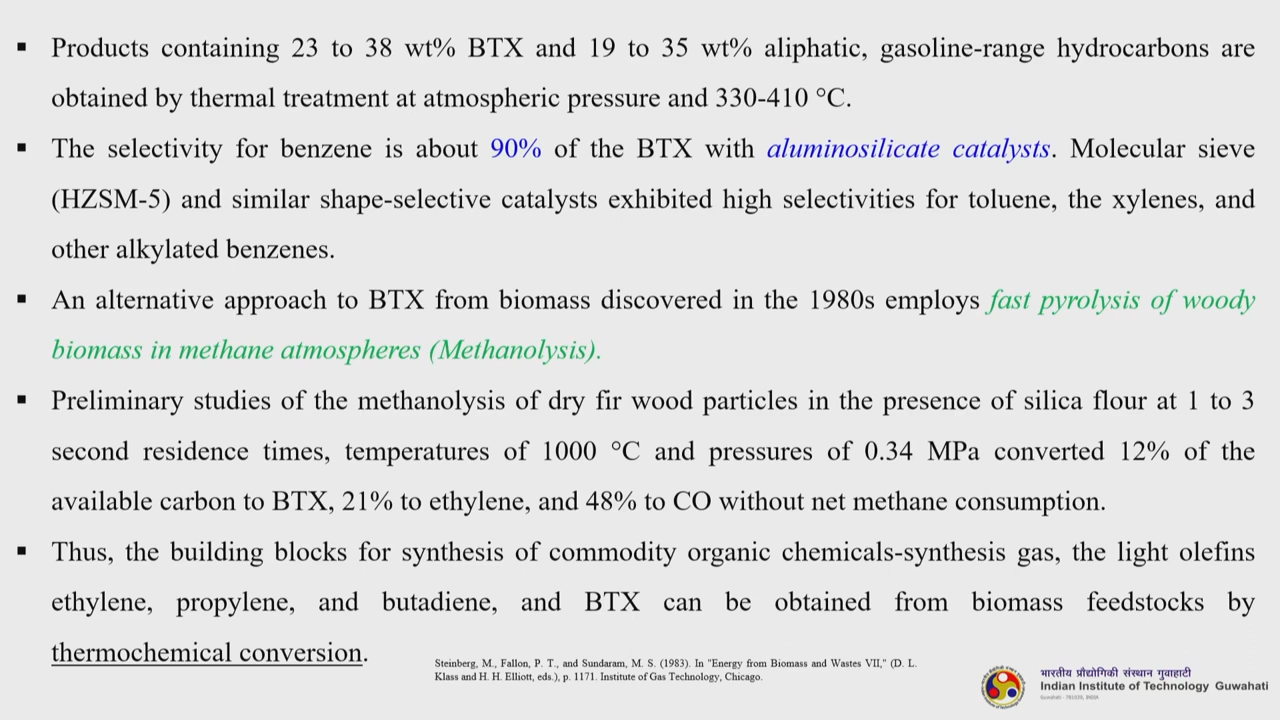 ▪ Products containing 23 to 38 wt% BTX and 19 to 35 wt% aliphatic, gasoline-range hydrocarbons are
obtained by thermal treatment at atmospheric pressure and 330-410 °C.
▪ The selectivity for benzene is about 90% of the BTX with aluminosilicate catalysts. Molecular sieve
(HZSM-5) and similar shape-selective catalysts exhibited high selectivities for toluene, the xylenes, and
other alkylated benzenes.
▪ An alternative approach to BTX from biomass discovered in the 1980s employs fast pyrolysis of woody
biomass in methane atmospheres (Methanolysis).
▪ Preliminary studies of the methanolysis of dry fir wood particles in the presence of silica flour at 1 to 3
second residence times, temperatures of 1000 °C and pressures of 0.34 MPa converted 12% of the
available carbon to BTX, 21% to ethylene, and 48% to CO without net methane consumption.
▪ Thus, the building blocks for synthesis of commodity organic chemicals-synthesis gas, the light olefins
ethylene, propylene, and butadiene, and BTX can be obtained from biomass feedstocks by
thermochemical conversion.
Steinberg, M., Fallon, P. T., and Sundaram, M. S. (1983). In "Energy from Biomass and Wastes VII," (D. L.
Klass and H. H. Elliott, eds.), p. 1171. Institute of Gas Technology, Chicago.
भारतीय प्रौद्योगिकी संस्थान गुवाहाटी
Indian Institute of Technology Guwahati
Guwahati - 781039, INDIA